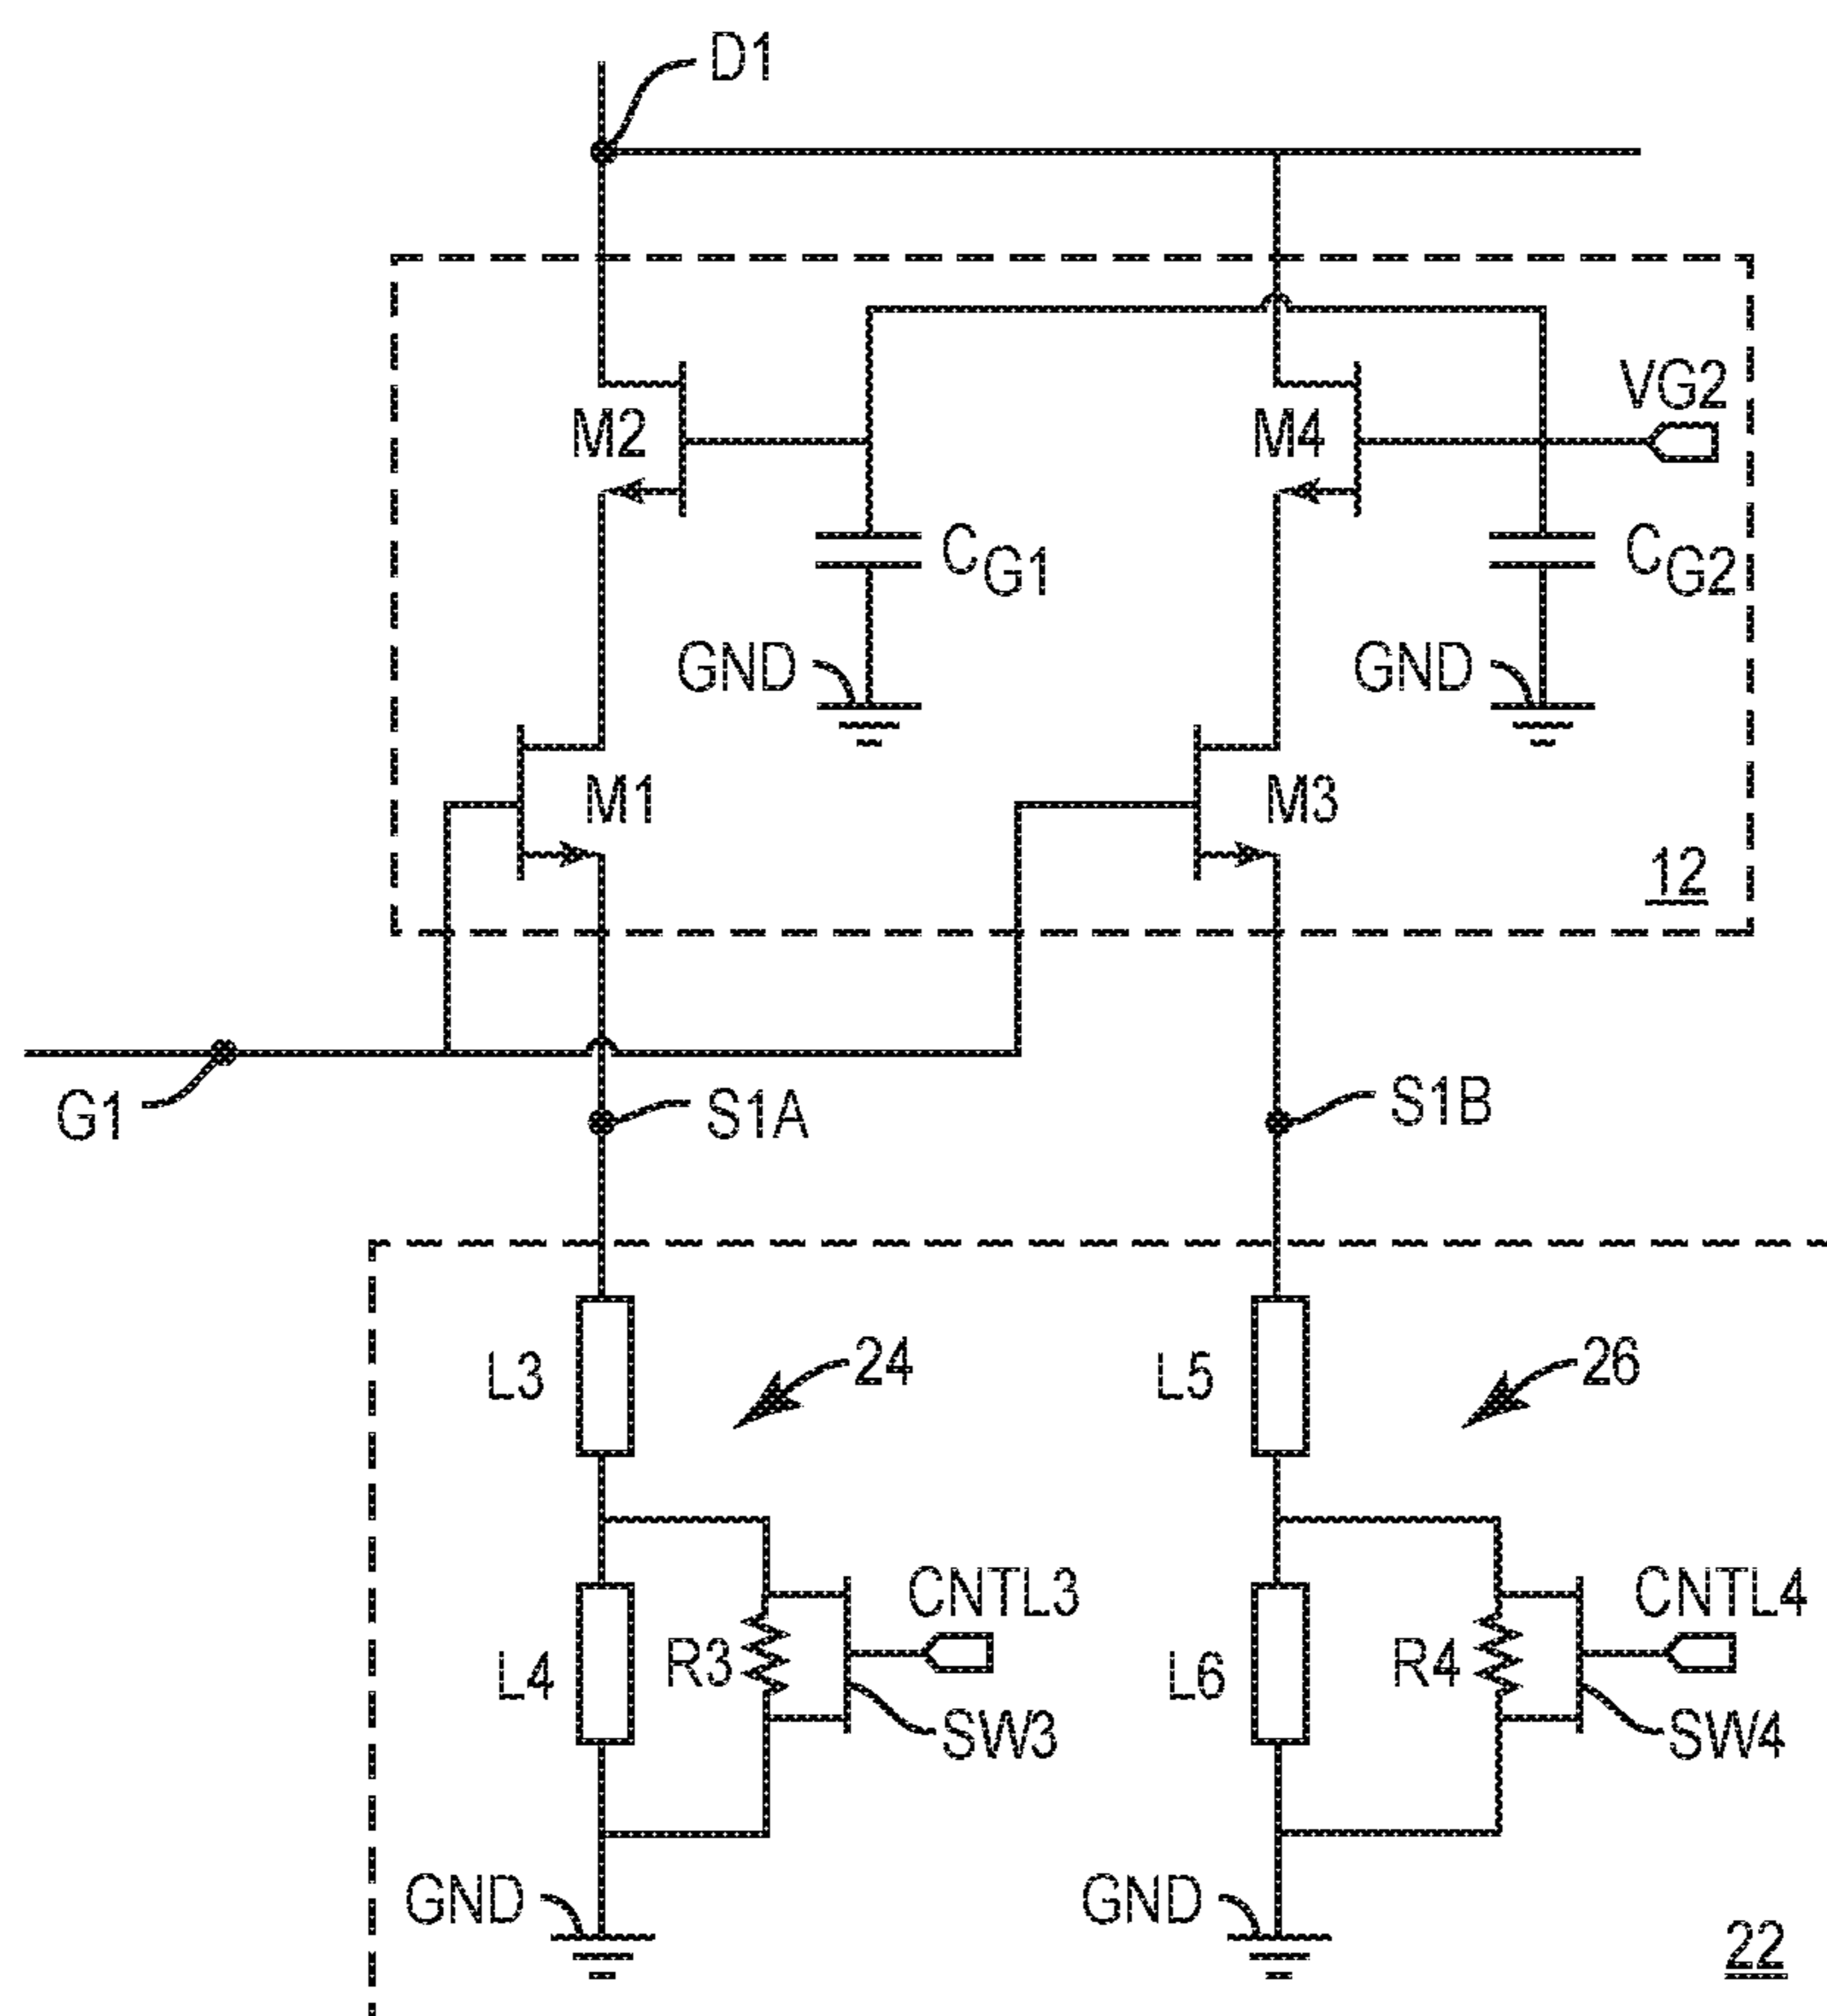 D1
VG2
M2
M4
CG1
CG2
GND
GND
M1
M3
12
G1
S1A
S1B
L3
24
L5
26
CNTL3
CNTL4
L4
R3
L6
R4
SW3
SW4
GND
GND
22